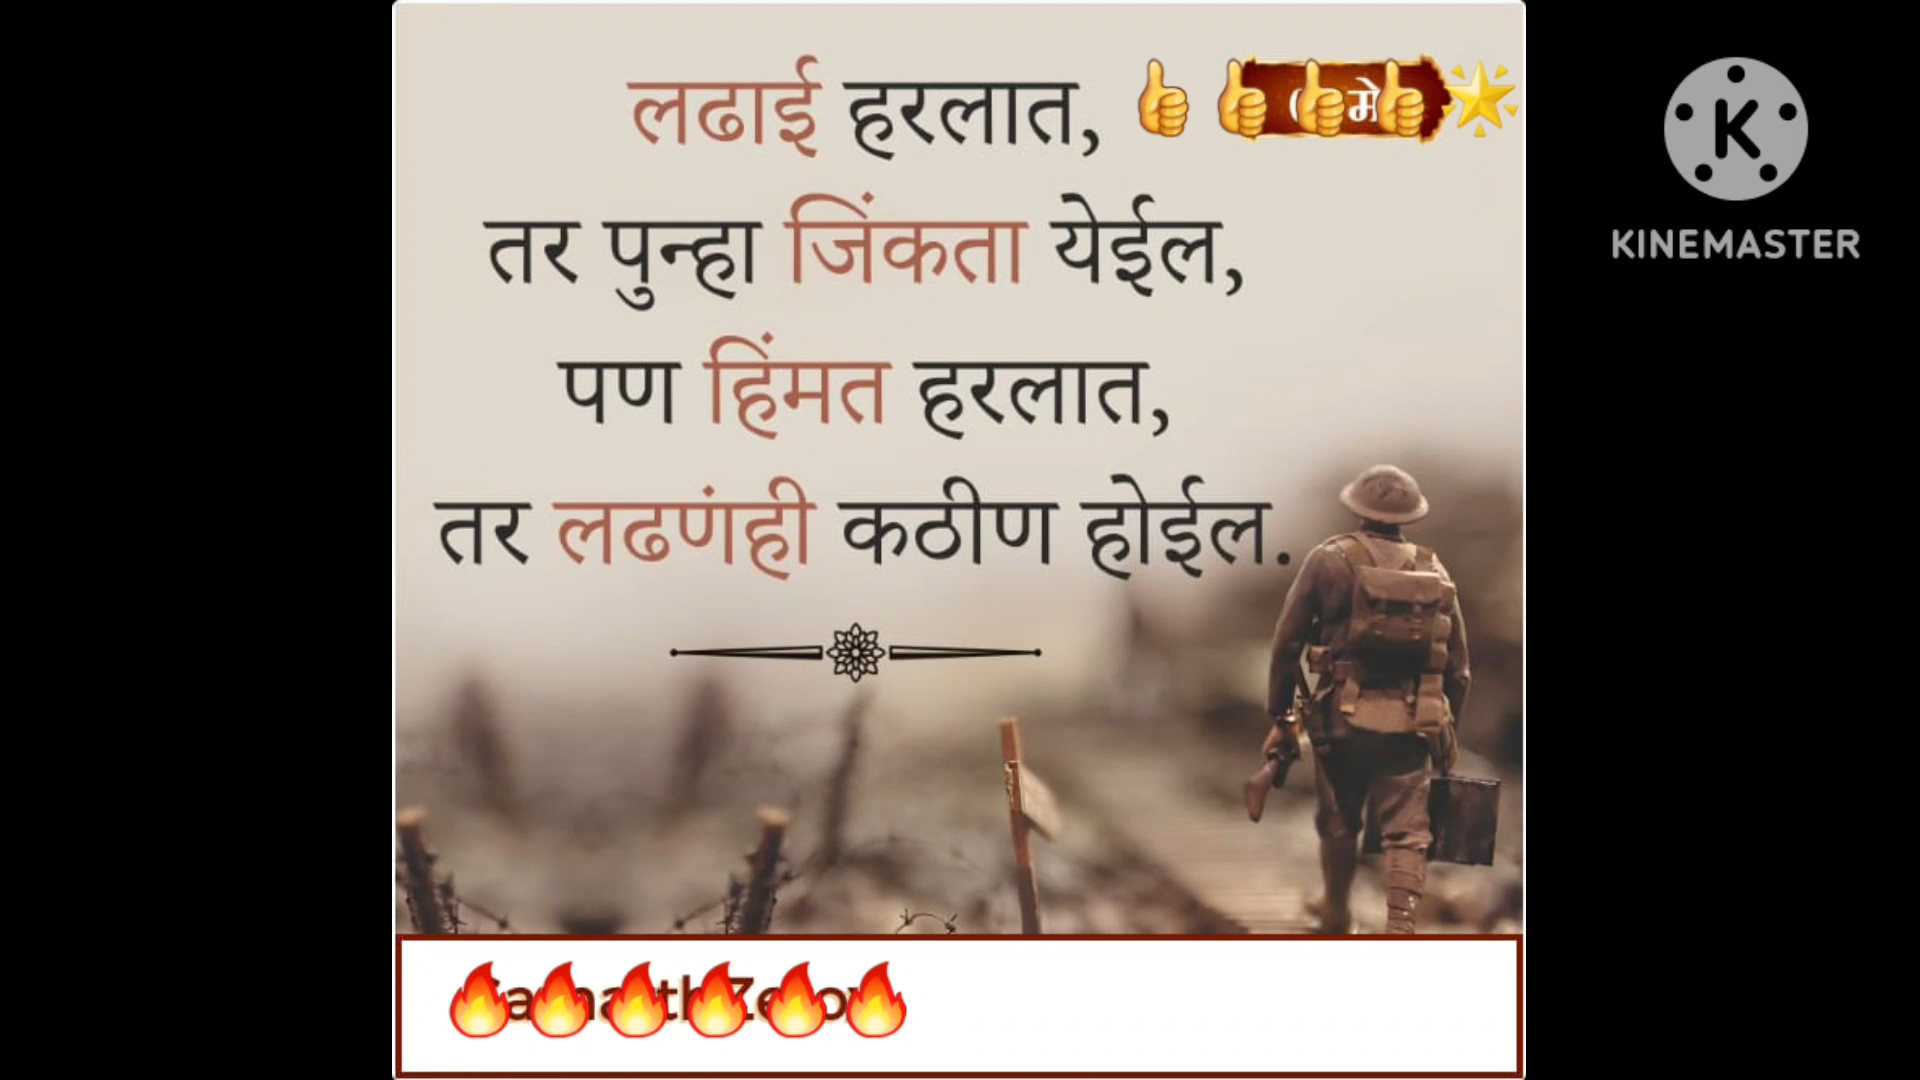 लढाई हरलात,
तर पुन्हा जिंकता येईल,
पण हिंमत हरलात,
तर लढणंही कठीण होईल.
KINEMASTER